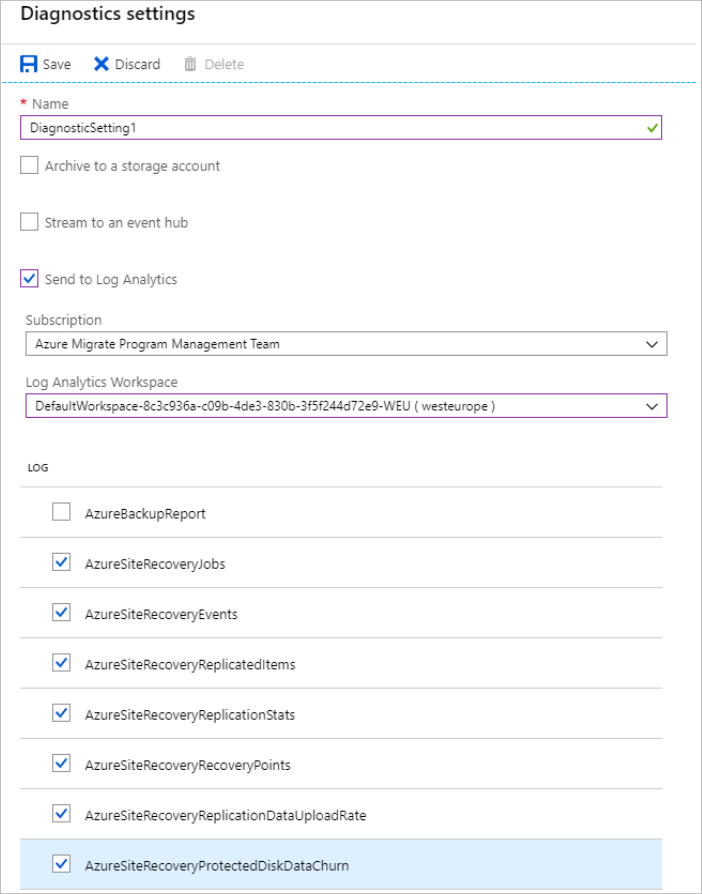 Diagnostics settings
Save Discard Delete
* Name
DiagnosticSetting1
Archive to a storage account
Stream to an event hub
Send to Log Analytics
Subscription
Azure Migrate Program Management Team
Log Analytics Workspace
DefaultWorkspace-8c3c936a-c09b-4de3-830b-3f5f244d72e9-WEU ( westeurope )
LOG
AzureBackupReport
AzureSiteRecoveryJobs
AzureSiteRecoveryEvents
AzureSiteRecoveryReplicatedItems
AzureSiteRecoveryReplicationStats
AzureSiteRecoveryRecoveryPoints
AzureSiteRecoveryReplicationDataUploadRate
AzureSiteRecoveryProtectedDiskDataChurn